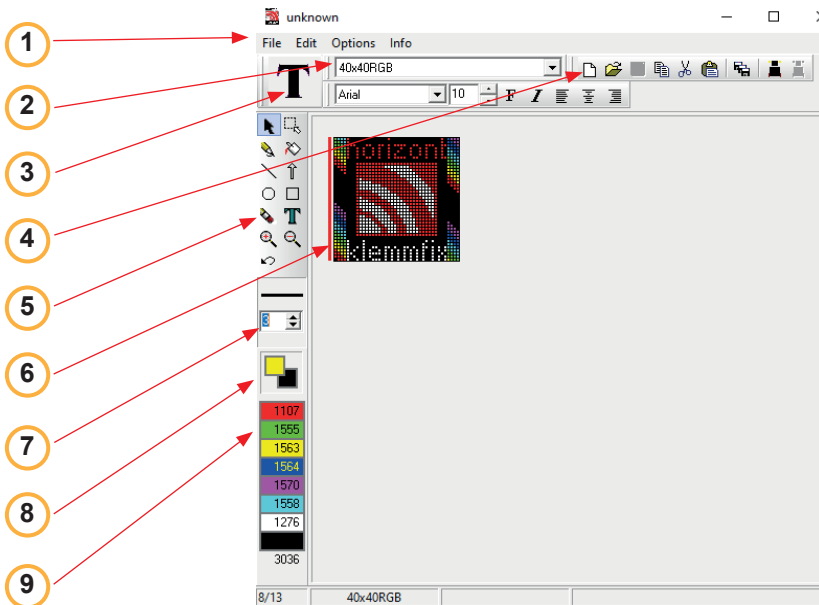 unknown
1
File Edit Options Info
2
40x40RGB
T
Arial 10 F I
3
T
4
horizont
klemmfix
5
3
6
7
1107
1555
1563
1564
1570
1558
1276
3036
8
9
8/13 40x40RGB